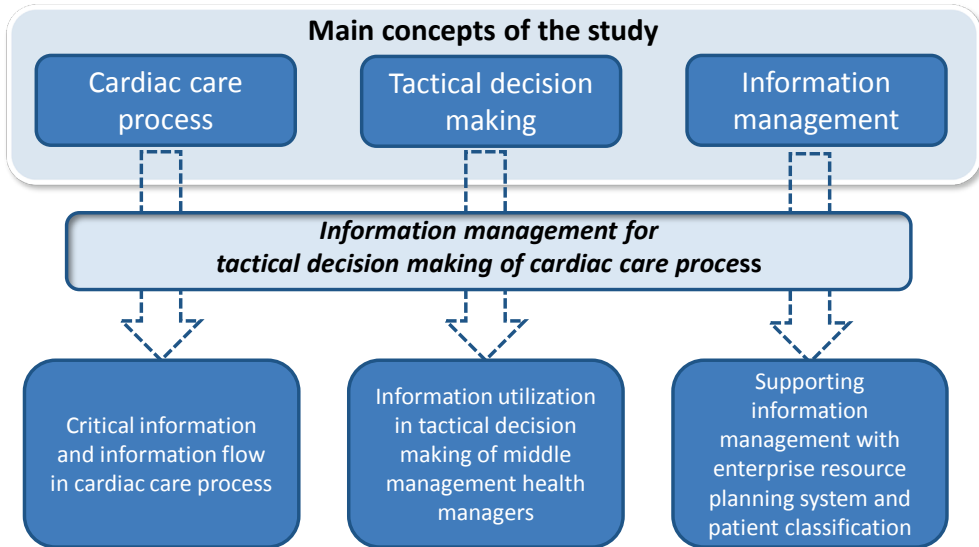 Main concepts of the study
Cardiac care
process
Tactical decision
making
Information
management
Information management for
tactical decision making of cardiac care process
Critical information
and information flow
in cardiac care process
Information utilization
in tactical decision
making of middle
management health
managers
Supporting
information
management with
enterprise resource
planning system and
patient classification